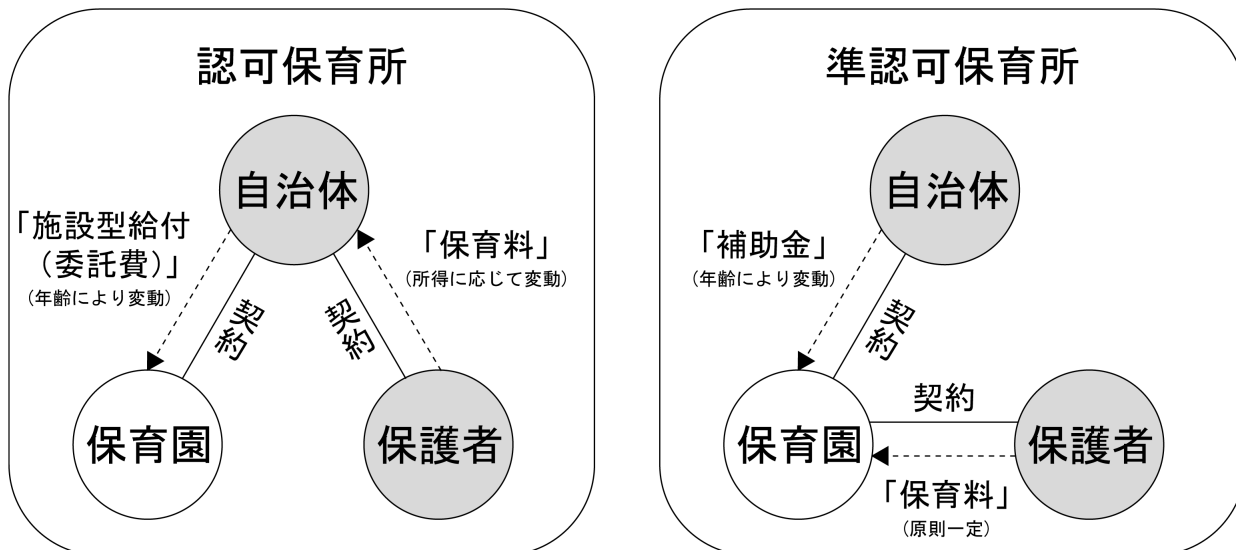 認可保育所
自治体
「施設型給付
（委託費）」
（年齢により変動）
「保育料」
（所得に応じて変動）
契約
契約
保育園
保護者
準認可保育所
自治体
「補助金」
（年齢により変動）
契約
契約
保育園
保護者
「保育料」
（原則一定）